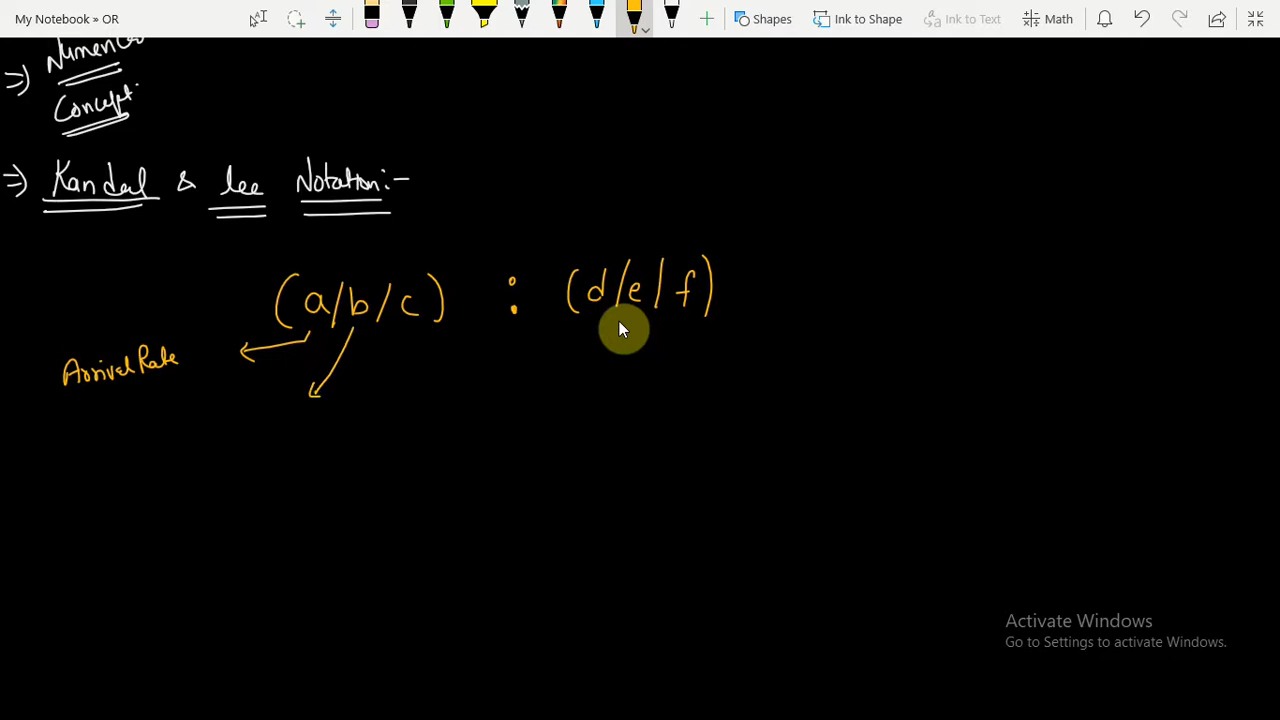 My Notebook » OR
Shapes
Ink to Shape
Ink to Text
Math
=)
Concept
=) Kandal & lee Notation:-
(a/b/c) : (d/e/f)
Arrival Rate
Activate Windows
Go to Settings to activate Windows.